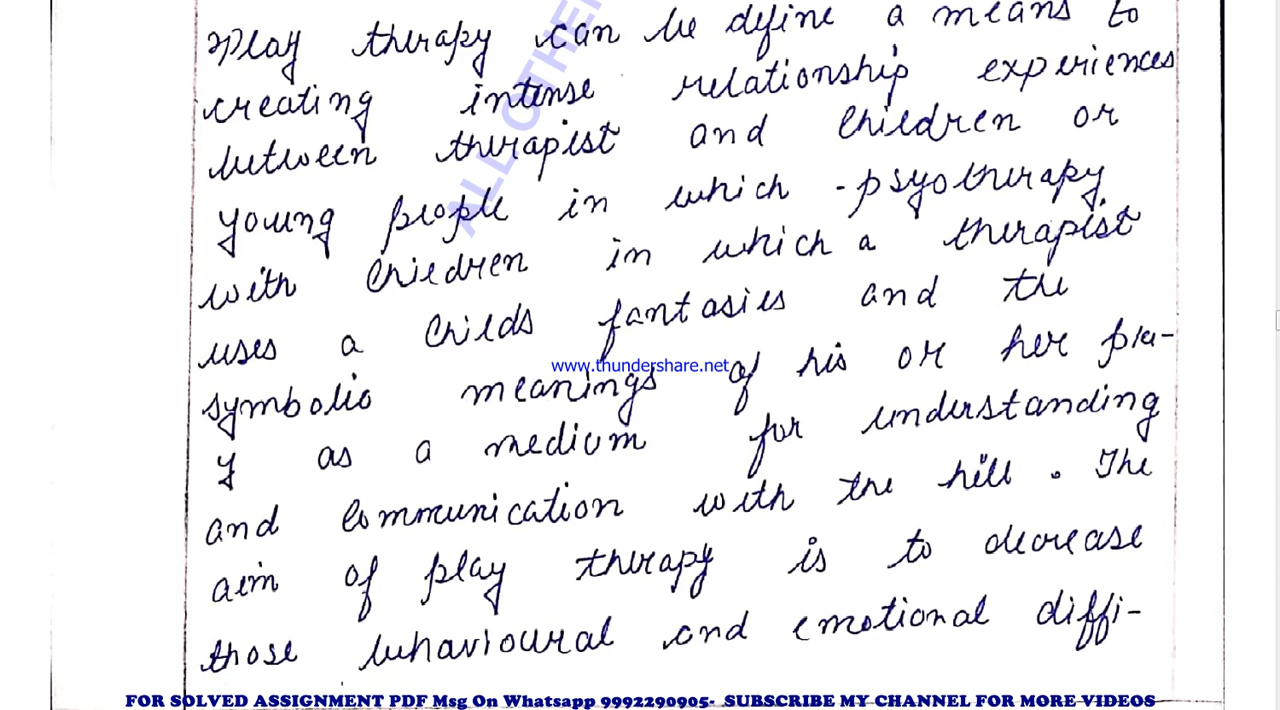 Play therapy can be define a means to
creating intense relationship experiences
between therapist and children or
young people in which - psyotherapy
with children in which a therapist
uses a childs fantasies and the
symbolic meanings of his or her pla-
y as a medium for understanding
www.thundershare.net
and communication with the hill. The
aim of play therapy is to decrease
those behavioural and emotional diffi-
ALL OTHER
FOR SOLVED ASSIGNMENT PDF Msg On Whatsapp 9992290905- SUBSCRIBE MY CHANNEL FOR MORE VIDEOS